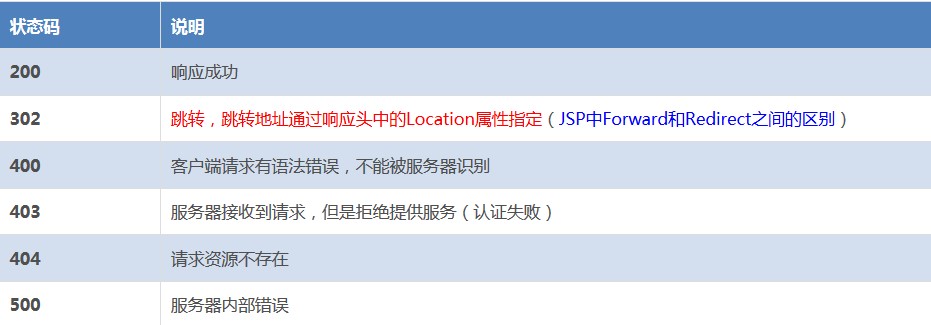 状态码 说明
200 响应成功
302 跳转，跳转地址通过响应头中的Location属性指定（JSP中Forward和Redirect之间的区别）
400 客户端请求有语法错误，不能被服务器识别
403 服务器接收到请求，但是拒绝提供服务（认证失败）
404 请求资源不存在
500 服务器内部错误